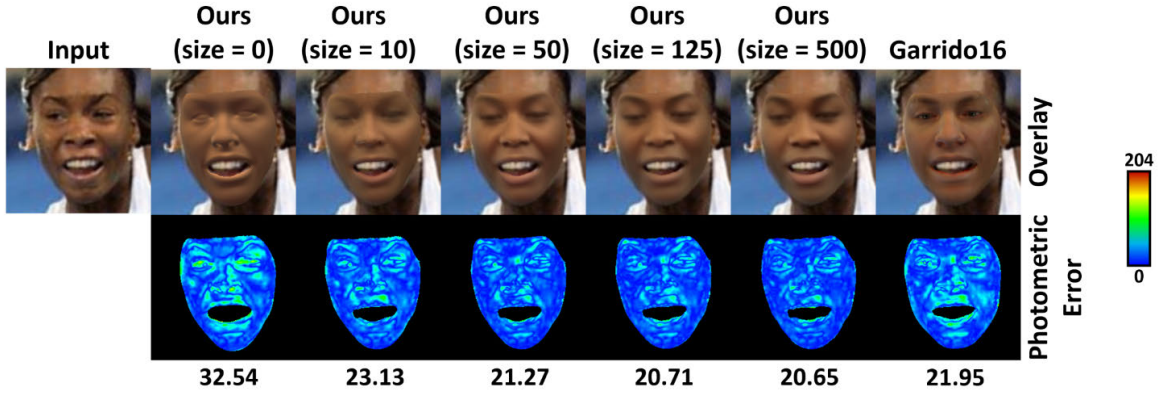 Input
Ours
(size = 0)
Ours
(size = 10)
Ours
(size = 50)
Ours
(size = 125)
Ours
(size = 500)
Garrido16
Overlay
204
0
Photometric
Error
32.54
23.13
21.27
20.71
20.65
21.95